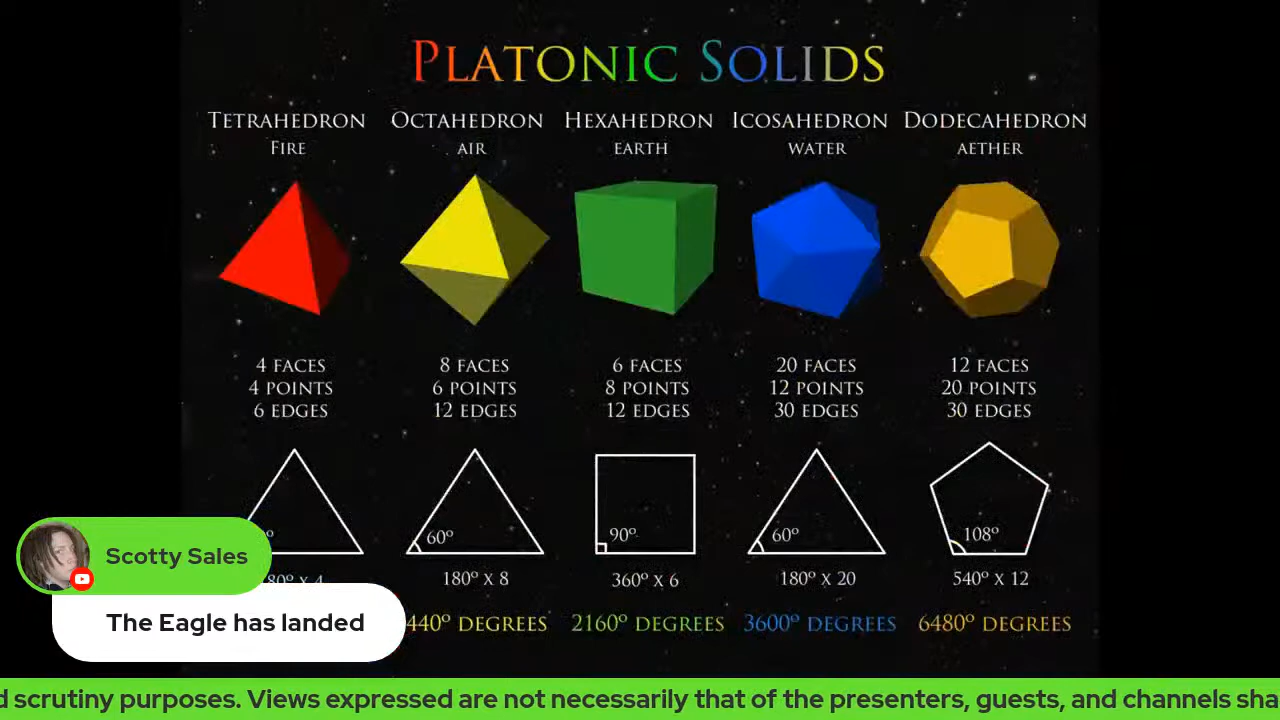 PLATONIC SOLIDS
TETRAHEDRON OCTAHEDRON HEXAHEDRON ICOSAHEDRON DODECAHEDRON
FIRE AIR EARTH WATER AETHER
4 FACES 8 FACES 6 FACES 20 FACES 12 FACES
4 POINTS 6 POINTS 8 POINTS 12 POINTS 20 POINTS
6 EDGES 12 EDGES 12 EDGES 30 EDGES 30 EDGES
60º 90º 60º 108º
180º X 8 360º X 6 180º X 20 540º X 12
Scotty Sales
The Eagle has landed
440º DEGREES 2160º DEGREES 3600º DEGREES 6480º DEGREES
scrutiny purposes. Views expressed are not necessarily that of the presenters, guests, and channels sha